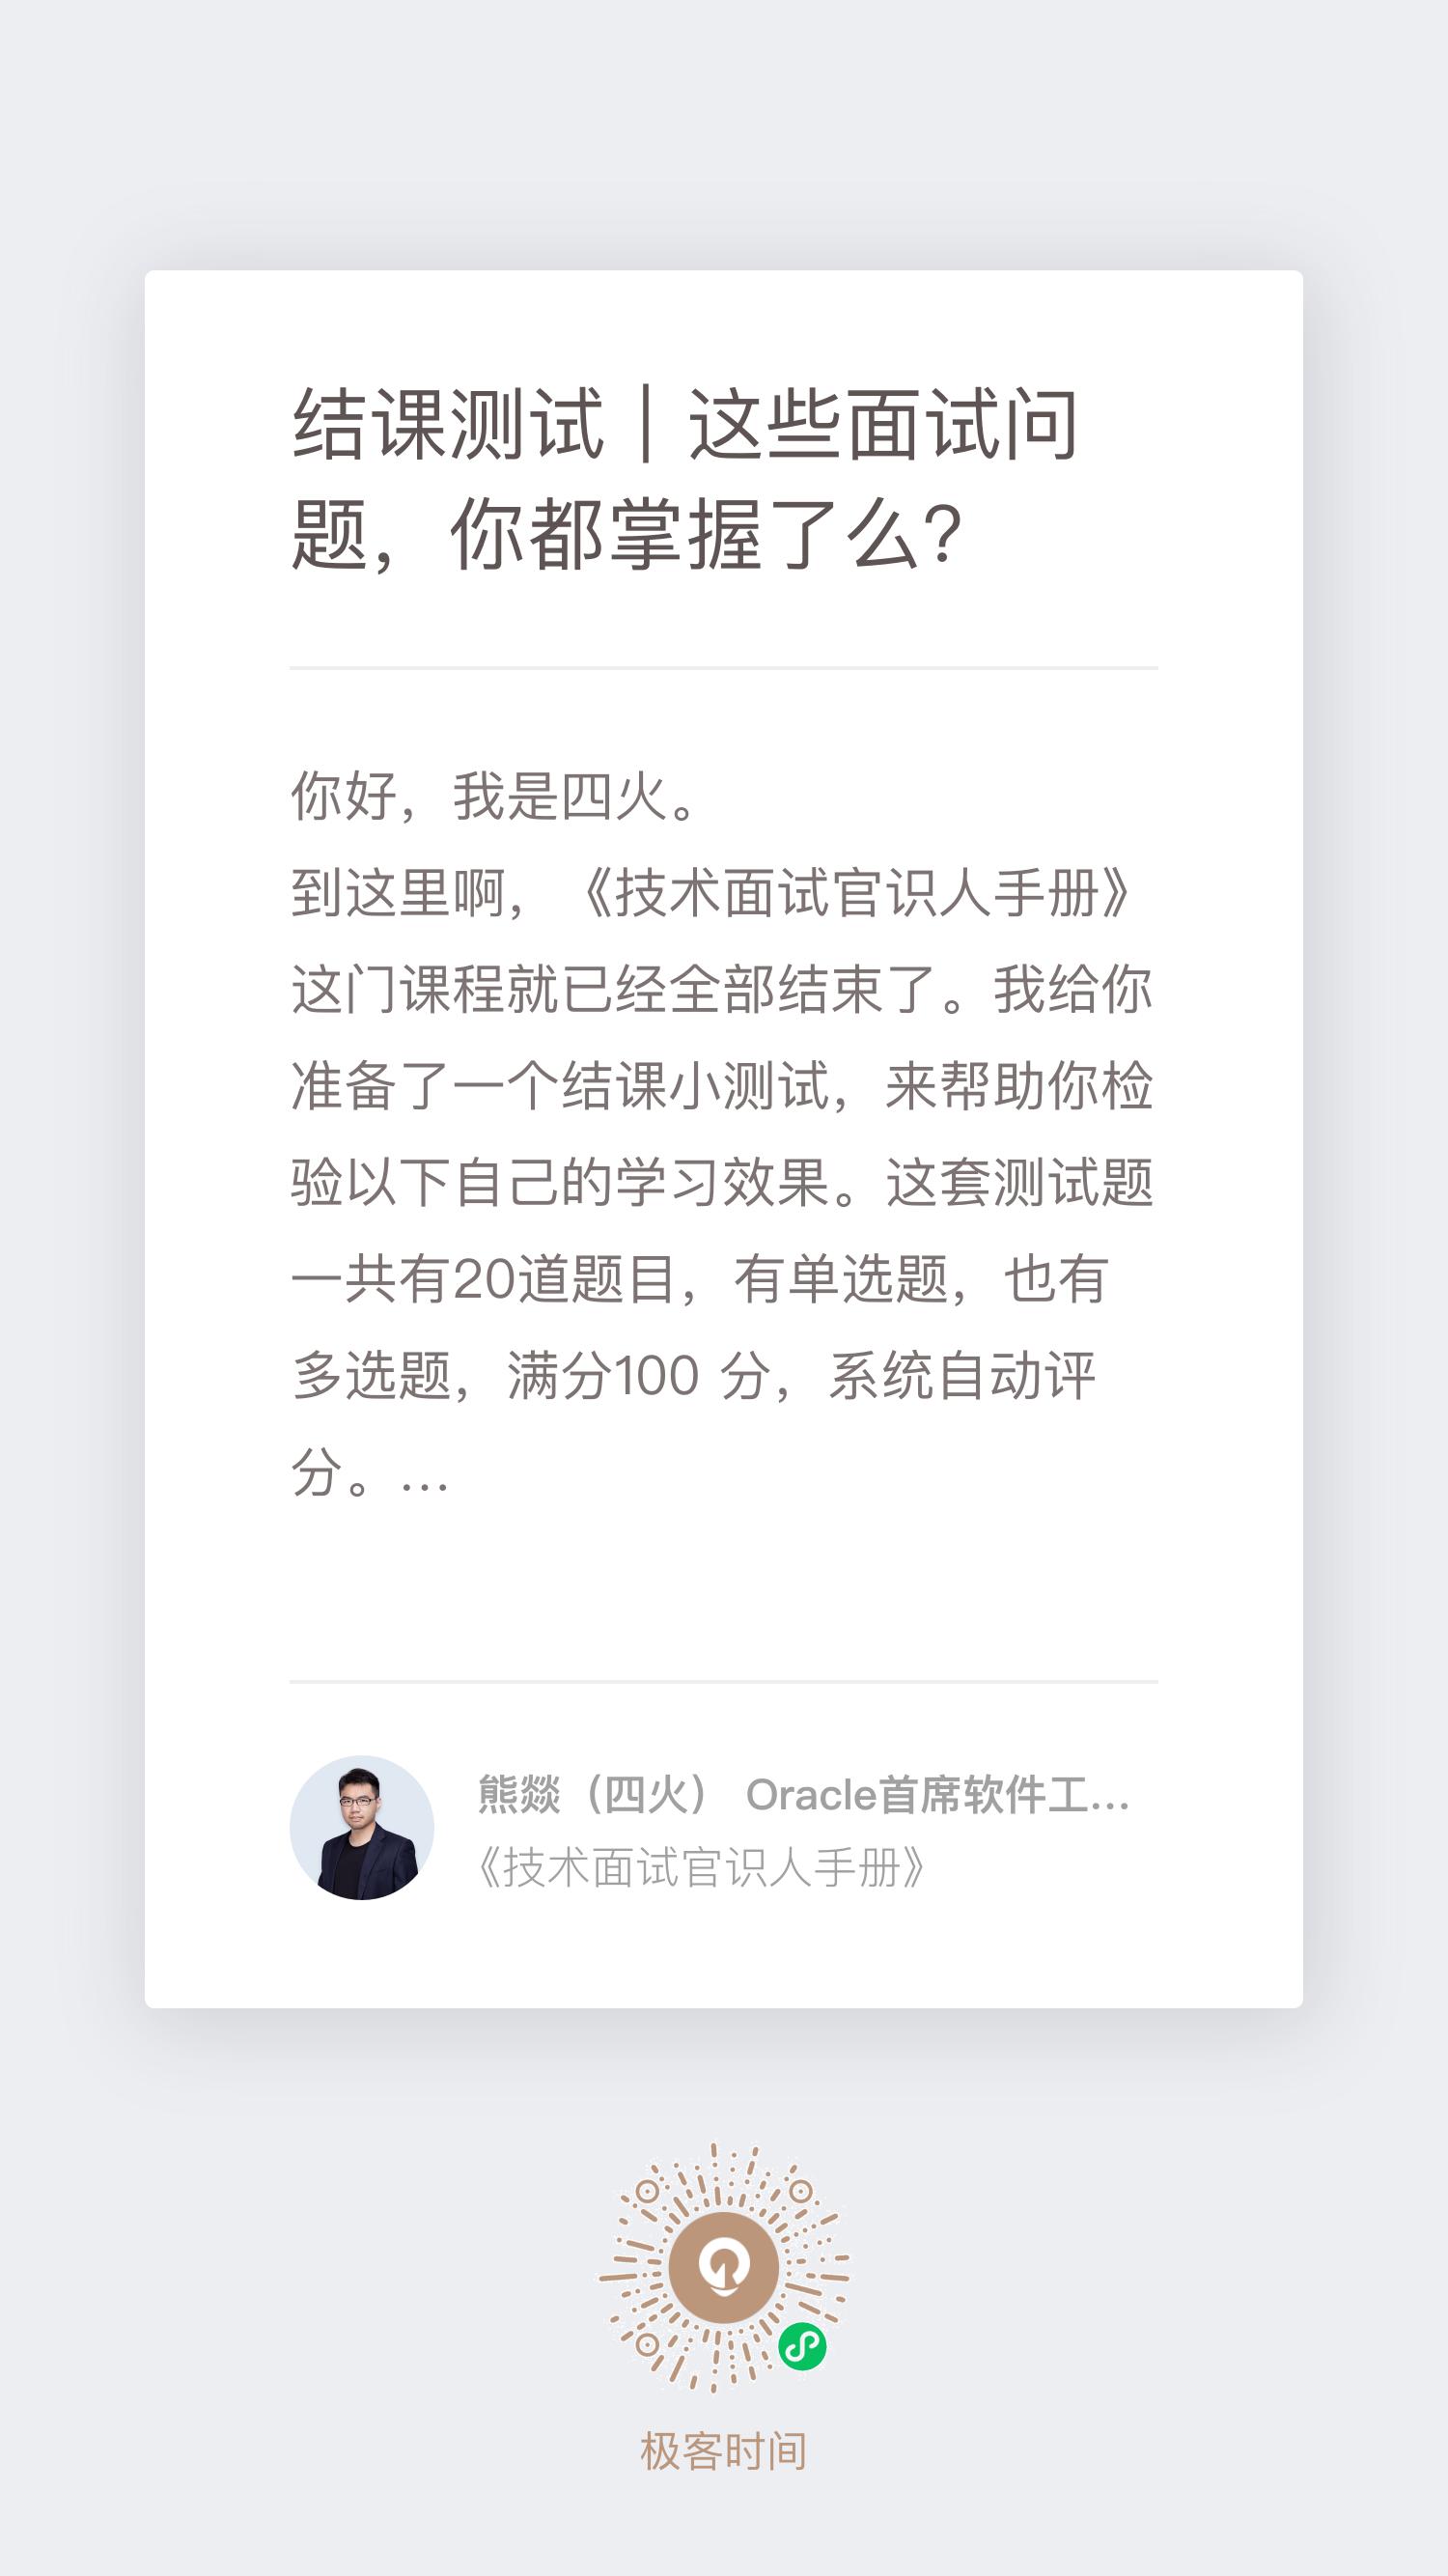 结课测试｜这些面试问
题，你都掌握了么？
你好，我是四火。
到这里啊，《技术面试官识人手册》
这门课程就已经全部结束了。我给你
准备了一个结课小测试，来帮助你检
验以下自己的学习效果。这套测试题
一共有20道题目，有单选题，也有
多选题，满分100 分，系统自动评
分。...
熊燚（四火） Oracle首席软件工...
《技术面试官识人手册》
极客时间